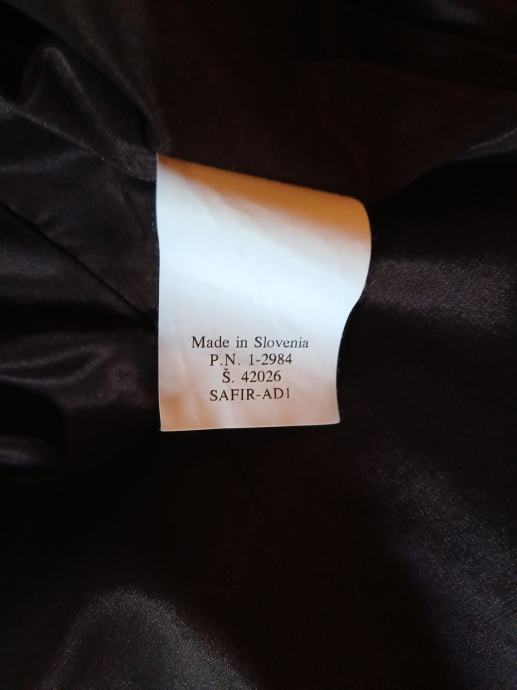 Made in Slovenia
P.N. 1-2984
Š. 42026
SAFIR-AD1